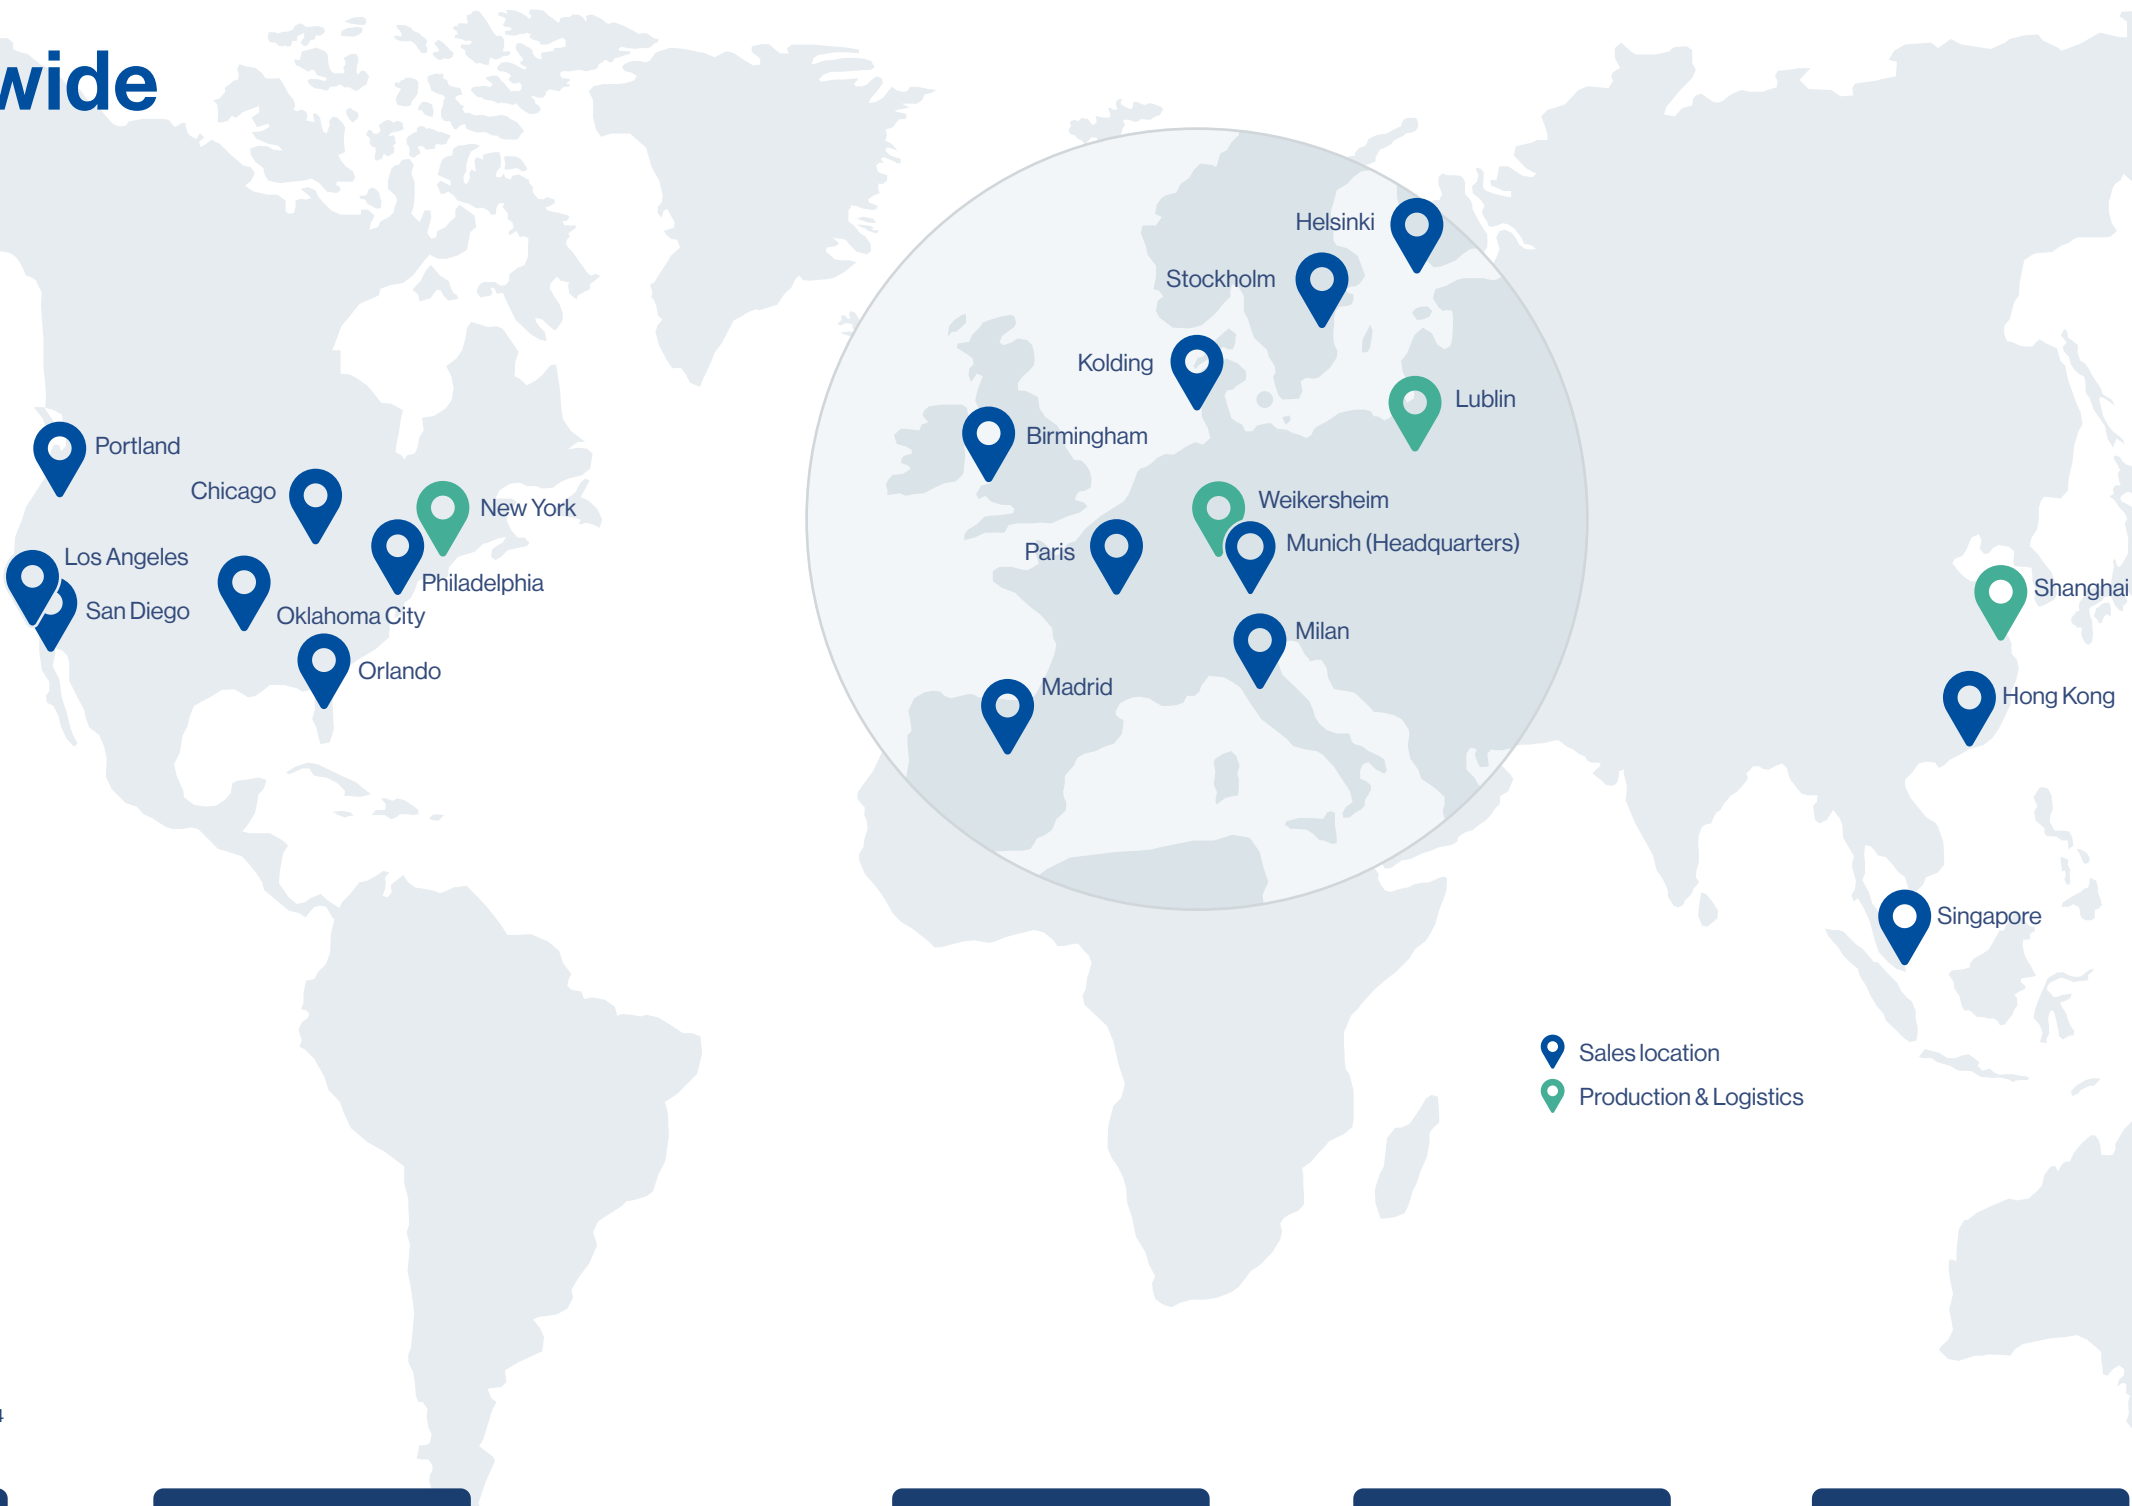 wide
Helsinki
Stockholm
Kolding
Lublin
Birmingham
Portland
Chicago
New York
Weikersheim
Munich (Headquarters)
Paris
Los Angeles
Philadelphia
San Diego
Oklahoma City
Shanghai
Milan
Orlando
Madrid
Hong Kong
Singapore
Sales location
Production & Logistics